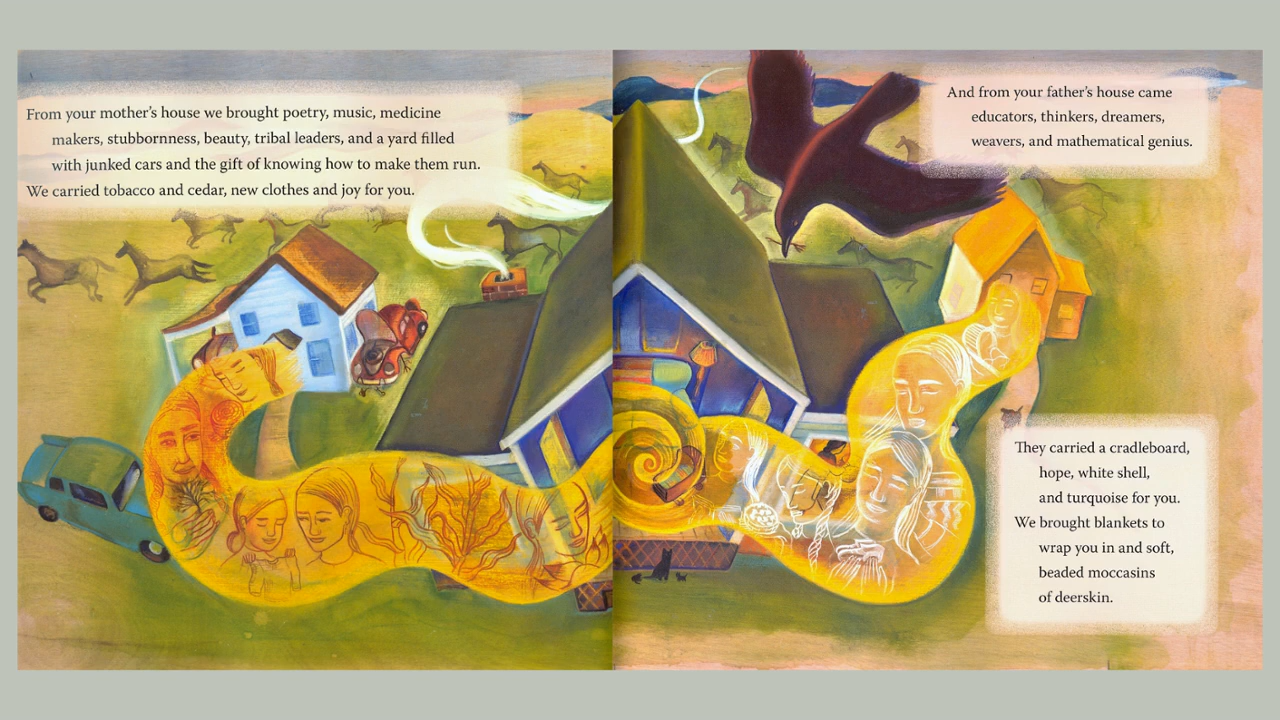 From your mother's house we brought poetry, music, medicine
makers, stubbornness, beauty, tribal leaders, and a yard filled
with junked cars and the gift of knowing how to make them run.
We carried tobacco and cedar, new clothes and joy for you.
And from your father's house came
educators, thinkers, dreamers,
weavers, and mathematical genius.
They carried a cradleboard,
hope, white shell,
and turquoise for you.
We brought blankets to
wrap you in and soft,
beaded moccasins
of deerskin.